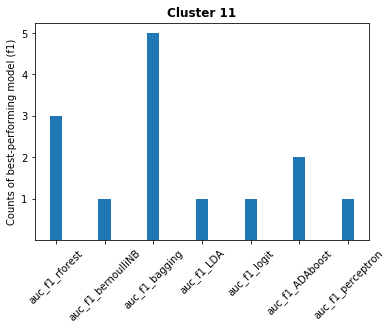 Cluster 11
Counts of best-performing model (f1)
5
4
3
2
1
auc_f1_rforest
auc_f1_bernoulliNB
auc_f1_bagging
auc_f1_LDA
auc_f1_logit
auc_f1_ADAboost
auc_f1_perceptron